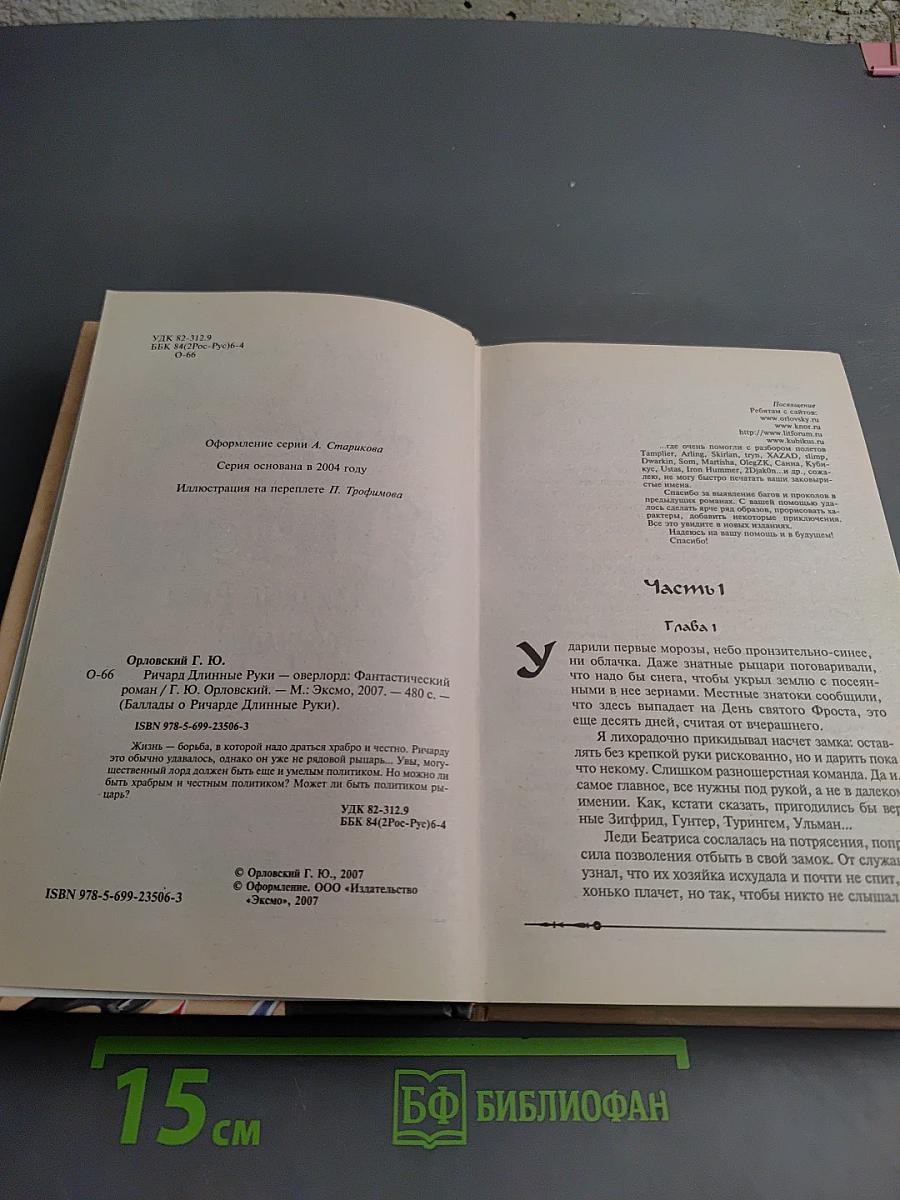 УДК 82-312.9
ББК 84(2Рос-Рус)6-4
О-66
Оформление серии А. Старикова
Серия основана в 2004 году
Иллюстрация на переплете П. Трофимова
Орловский Г. Ю.
О-66 Ричард Длинные Руки — оверлорд: Фантастический
роман / Г. Ю. Орловский. — М.: Эксмо, 2007. — 480 с. —
(Баллады о Ричарде Длинные Руки).
ISBN 978-5-699-23506-3
Жизнь — борьба, в которой надо драться храбро и честно. Ричарду
это обычно удавалось, однако он уже не рядовой рыцарь... Увы, могу-
щественный лорд должен быть еще и умелым политиком. Но можно ли
быть храбрым и честным политиком? Может ли быть политиком ры-
царь?
УДК 82-312.9
ББК 84(2Рос-Рус)6-4
© Орловский Г. Ю., 2007
© Оформление. ООО «Издательство
«Эксмо», 2007
ISBN 978-5-699-23506-3
Посвящение
Ребятам с сайтов:
www.orlovsky.ru
www.knor.ru
http://www.litforum.ru
www.kubikus.ru
...где очень помогли с разбором полетов
Tamplier, Arling, Skirlan, tryn, XAZAD, slimp,
Dwarkin, Som, Martisha, OlegZK, Санна, Куби-
кус, Ustas, Iron Hummer, 2Djak0n...и др., сожа-
лею, не могу быстро печатать ваши заковыри-
стые имена.
Спасибо за выявление багов и проколов в
предыдущих романах. С вашей помощью уда-
лось сделать ярче ряд образов, прорисовать ха-
рактеры, добавить некоторые приключения.
Все это увидите в новых изданиях.
Надеюсь на вашу помощь и в будущем!
Спасибо!
Часть 1
Глава 1
Ударили первые морозы, небо пронзительно-синее,
ни облачка. Даже знатные рыцари поговаривали,
что надо бы снега, чтобы укрыл землю с посеян-
ными в нее зернами. Местные знатоки сообщили,
что здесь выпадает на День святого Фроста, это
еще десять дней, считая от вчерашнего.
Я лихорадочно прикидывал насчет замка: остав-
лять без крепкой руки рискованно, но и дарить пока
что некому. Слишком разношерстная команда. Да и,
самое главное, все нужны под рукой, а не в далеком
имении. Как, кстати сказать, пригодились бы вер
ные Зигфрид, Гунтер, Турингем, Ульман...
Леди Беатриса сослалась на потрясения, попр
сила позволения отбыть в свой замок. От служан
узнал, что их хозяйка исхудала и почти не спит,
хонько плачет, но так, чтобы никто не слышал
15 см
БФ БИБЛИОФАН